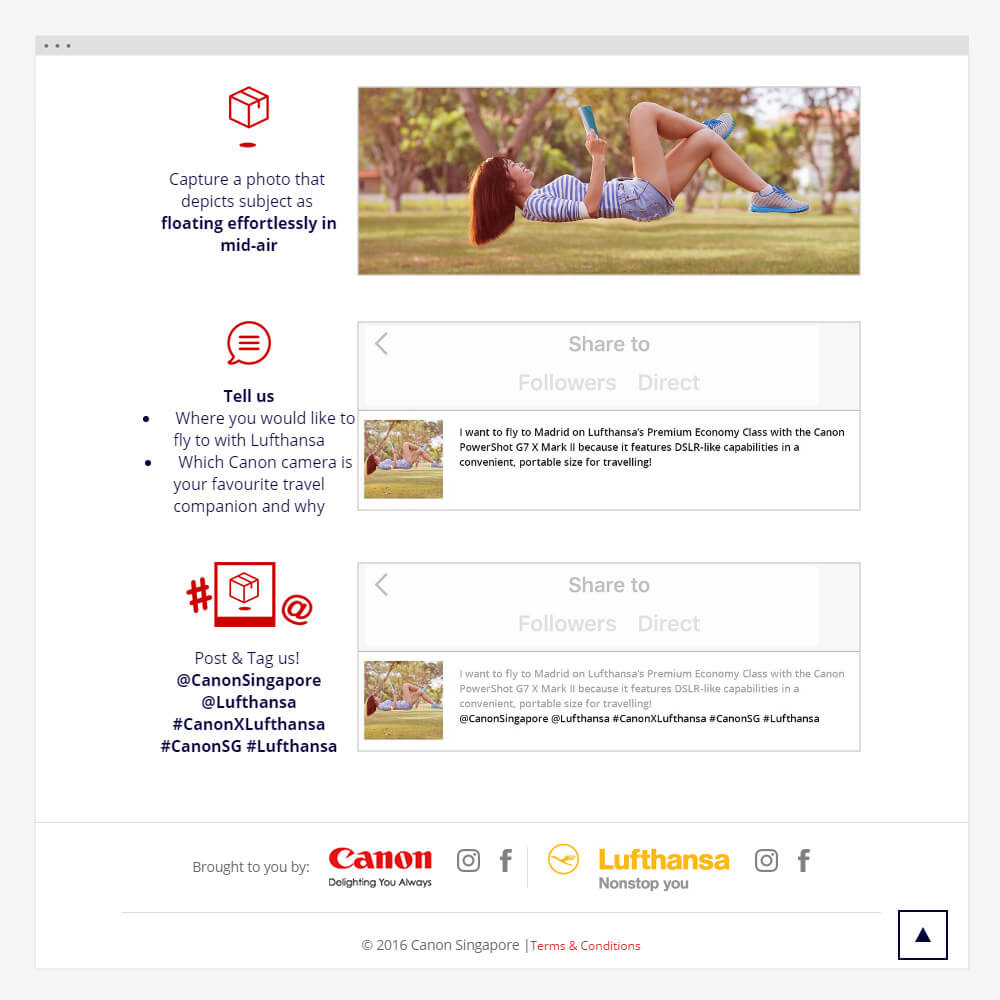 Capture a photo that
depicts subject as
floating effortlessly in
mid-air
Tell us
• Where you would like to
fly to with Lufthansa
• Which Canon camera is
your favourite travel
companion and why
Share to
Followers Direct
I want to fly to Madrid on Lufthansa's Premium Economy Class with the Canon
PowerShot G7 X Mark II because it features DSLR-like capabilities in a
convenient, portable size for travelling!
# @
Post & Tag us!
@CanonSingapore
@Lufthansa
#CanonXLufthansa
#CanonSG #Lufthansa
Share to
Followers Direct
I want to fly to Madrid on Lufthansa's Premium Economy Class with the Canon
PowerShot G7 X Mark II because it features DSLR-like capabilities in a
convenient, portable size for travelling!
@CanonSingapore @Lufthansa #CanonXLufthansa #CanonSG #Lufthansa
Brought to you by:
Canon
Delighting You Always
Lufthansa
Nonstop you
© 2016 Canon Singapore |Terms & Conditions